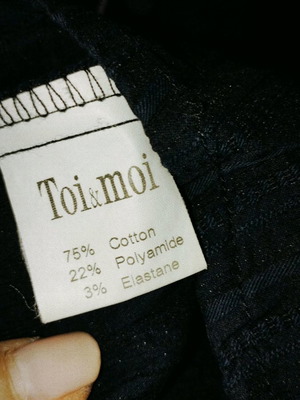 Toi&moi
75% Cotton
22% Polyamide
3% Elastane